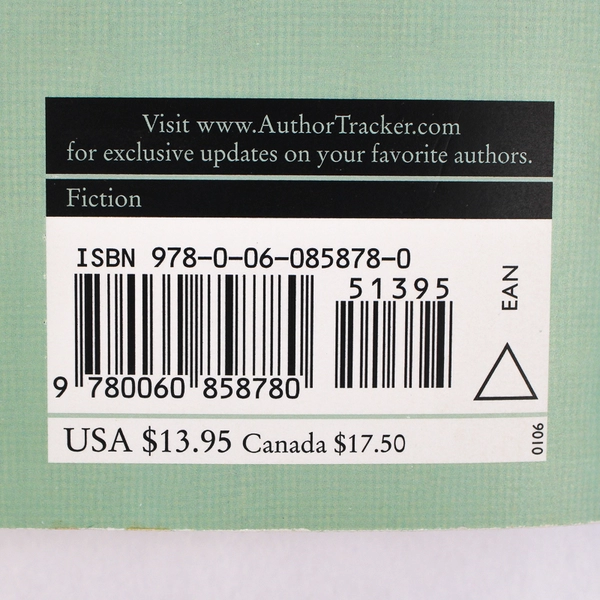 Visit www.AuthorTracker.com
for exclusive updates on your favorite authors.
Fiction
ISBN 978-0-06-085878-0
51395
9 780060 858780
EAN
USA $13.95 Canada $17.50
0106